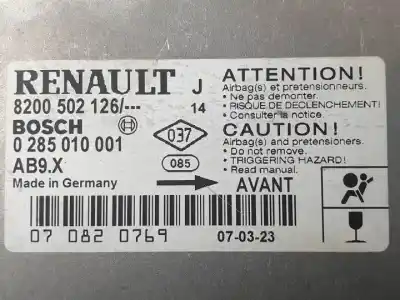 RENAULT J
8200 502 126/--- 14
BOSCH
0 285 010 001
AB9.X
Made in Germany
037
085
ATTENTION!
Airbag(s) et pretensionneurs.
• Ne pas demonter.
• RISQUE DE DECLENCHEMENT!
• Consulter la notice.
CAUTION!
Airbag(s) and pretensioners.
• Do not remove.
• TRIGGERING HAZARD!
• Read manual.
AVANT
07 082 0769
07-03-23